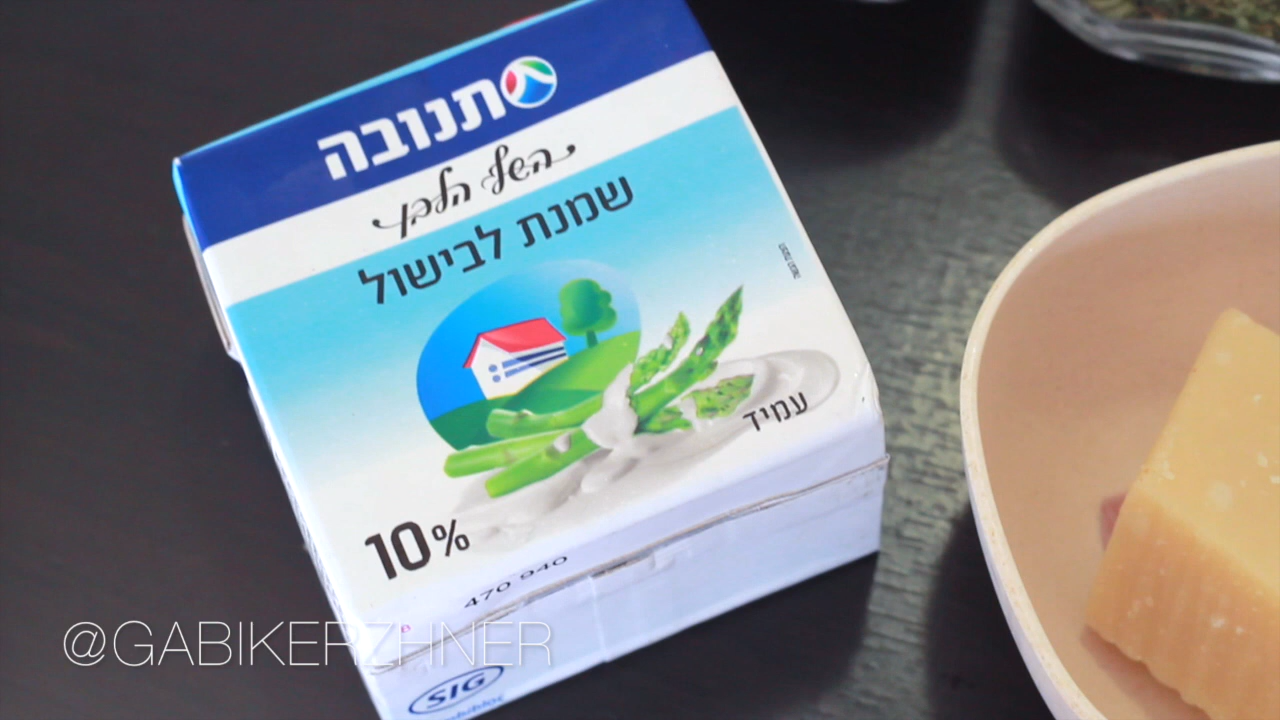 תנובה
השף הלבן
שמנת לבישול
עמיד
10%
470 940
@GABIKERZHNER
SIG